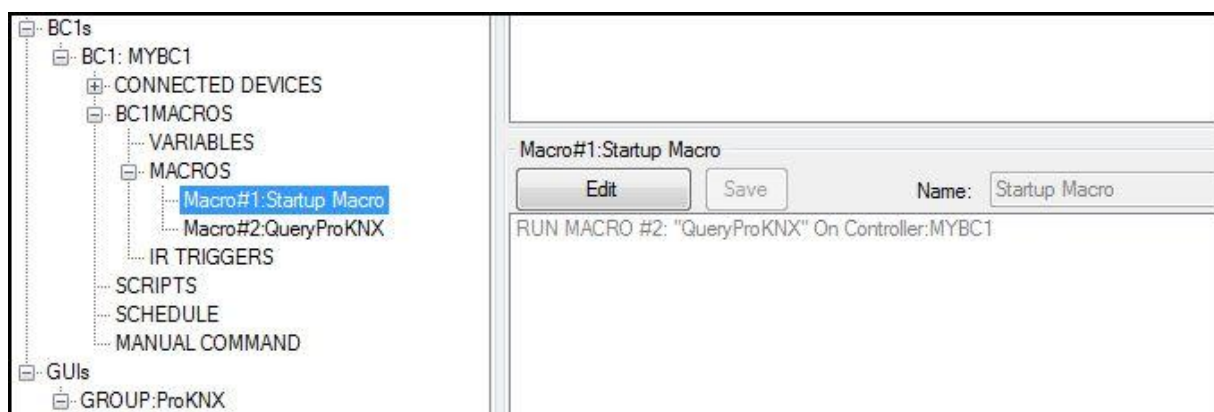 BC1s
BC1: MYBC1
CONNECTED DEVICES
BC1MACROS
VARIABLES
MACROS
Macro#1:Startup Macro
Macro#2:QueryProKNX
IR TRIGGERS
SCRIPTS
SCHEDULE
MANUAL COMMAND
GUIs
GROUP:ProKNX
Macro#1:Startup Macro
Edit Save Name: Startup Macro
RUN MACRO #2: "QueryProKNX" On Controller:MYBC1